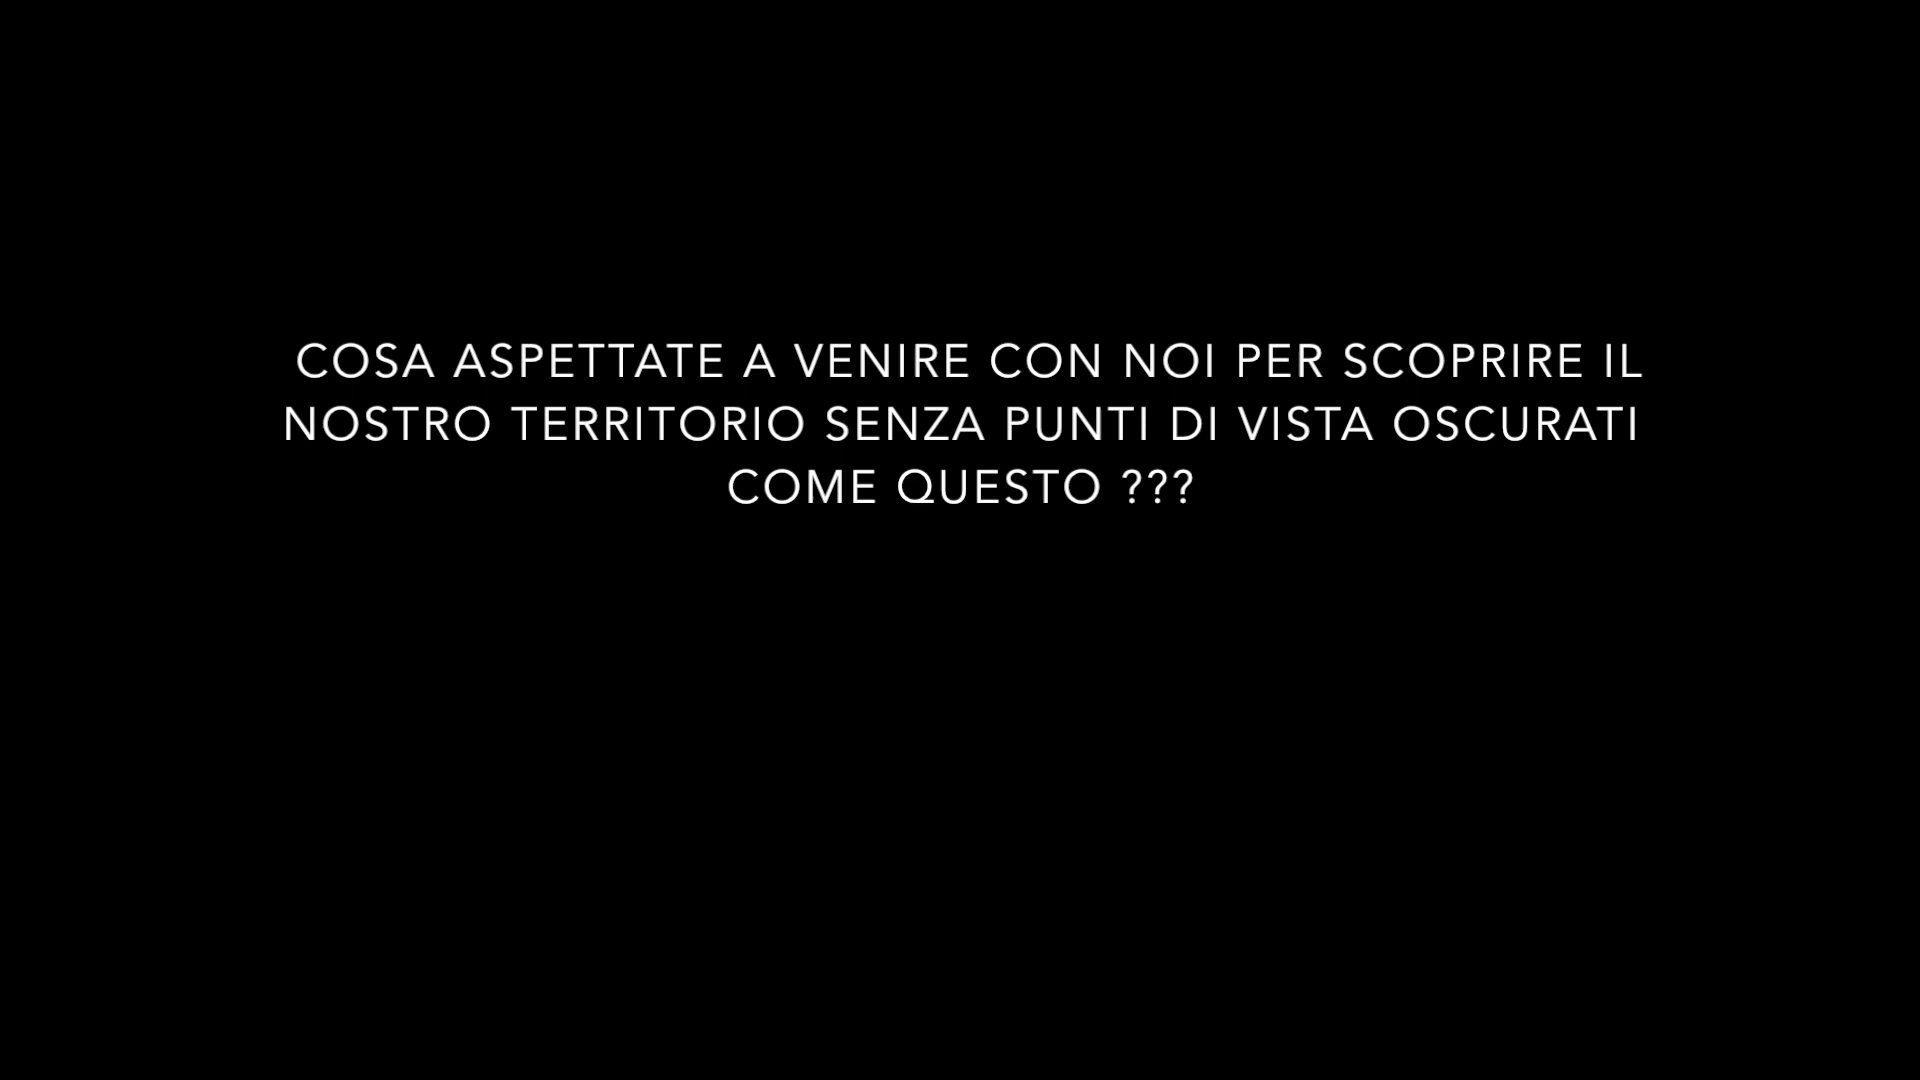 COSA ASPETTATE A VENIRE CON NOI PER SCOPRIRE IL
NOSTRO TERRITORIO SENZA PUNTI DI VISTA OSCURATI
COME QUESTO ???